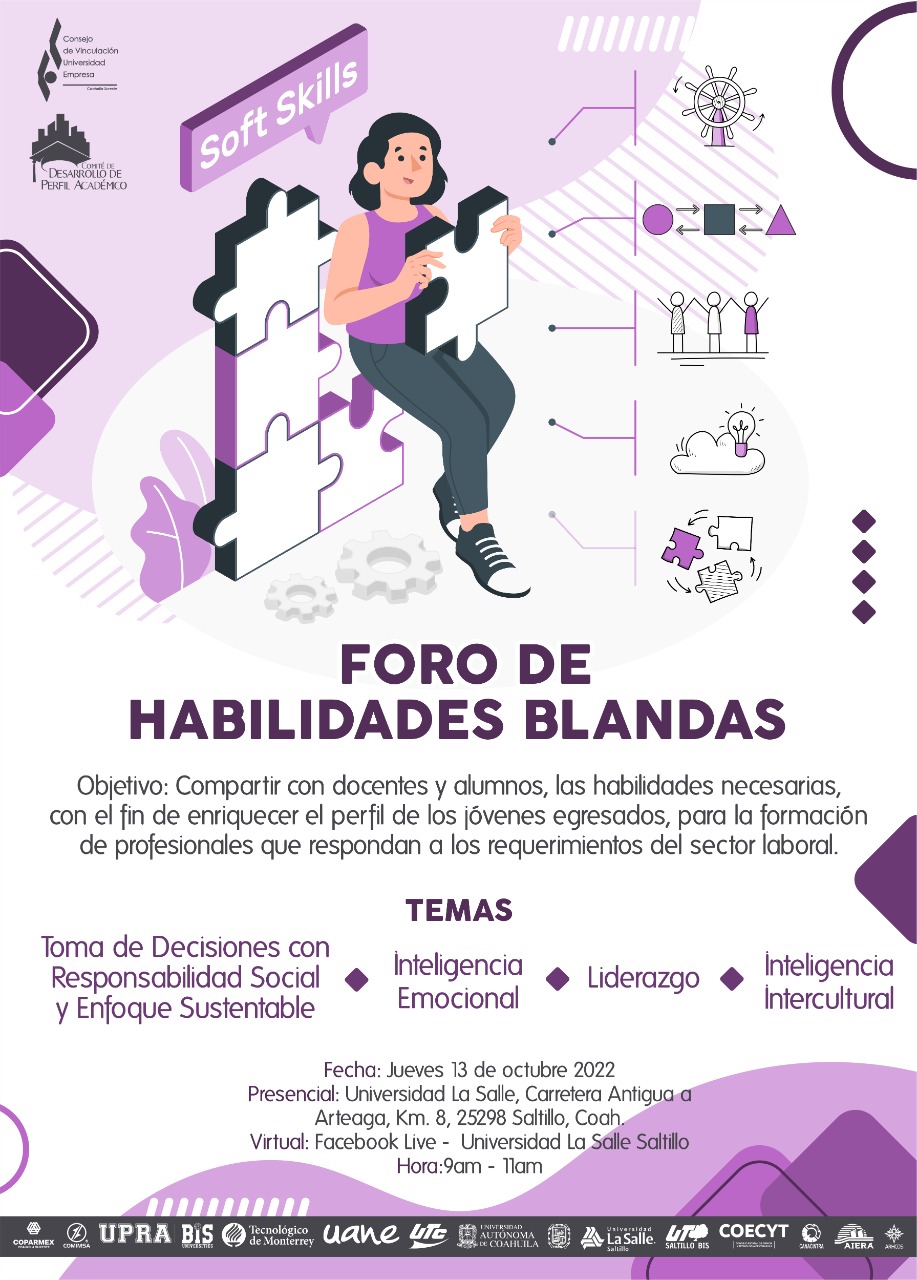 Consejo
de Vinculación
Universidad
Empresa
Coahuila Sureste
COMITÉ DE
DESARROLLO DE
PERFIL ACADÉMICO
Soft Skills
FORO DE
HABILIDADES BLANDAS
Objetivo: Compartir con docentes y alumnos, las habilidades necesarias,
con el fin de enriquecer el perfil de los jóvenes egresados, para la formación
de profesionales que respondan a los requerimientos del sector laboral.
TEMAS
Toma de Decisiones con
Responsabilidad Social
y Enfoque Sustentable
Inteligencia
Emocional
Liderazgo
Inteligencia
Intercultural
Fecha: Jueves 13 de octubre 2022
Presencial: Universidad La Salle, Carretera Antigua a
Arteaga, Km. 8, 25298 Saltillo, Coah.
Virtual: Facebook Live - Universidad La Salle Saltillo
Hora:9am - 11am
COPARMEX
COMIMSA
UPRA
BIS
UNIVERSITIES
Tecnológico
de Monterrey
uane
UTC
UNIVERSIDAD
AUTÓNOMA
DE COAHUILA
Universidad
La Salle
Saltillo
UT
SALTILLO BIS
COECYT
CANACINTRA
AIERA
ARHCOS